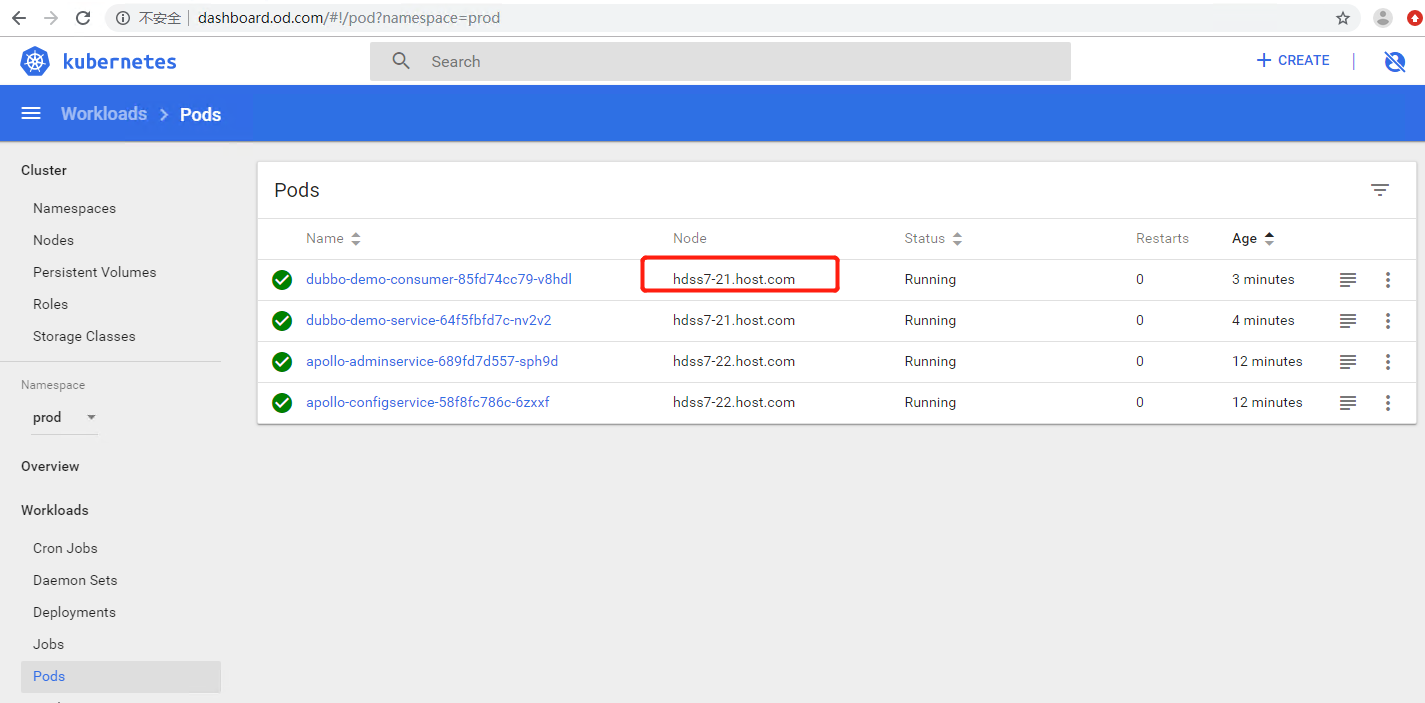 不安全 dashboard.od.com/#!/pod?namespace=prod
kubernetes Search CREATE
Workloads Pods
Cluster
Namespaces
Nodes
Persistent Volumes
Roles
Storage Classes
Namespace
prod
Overview
Workloads
Cron Jobs
Daemon Sets
Deployments
Jobs
Pods
Pods
Name Node Status Restarts Age
dubbo-demo-consumer-85fd74cc79-v8hdl hdss7-21.host.com Running 0 3 minutes
dubbo-demo-service-64f5fbfd7c-nv2v2 hdss7-21.host.com Running 0 4 minutes
apollo-adminservice-689fd7d557-sph9d hdss7-22.host.com Running 0 12 minutes
apollo-configservice-58f8fc786c-6zxxf hdss7-22.host.com Running 0 12 minutes